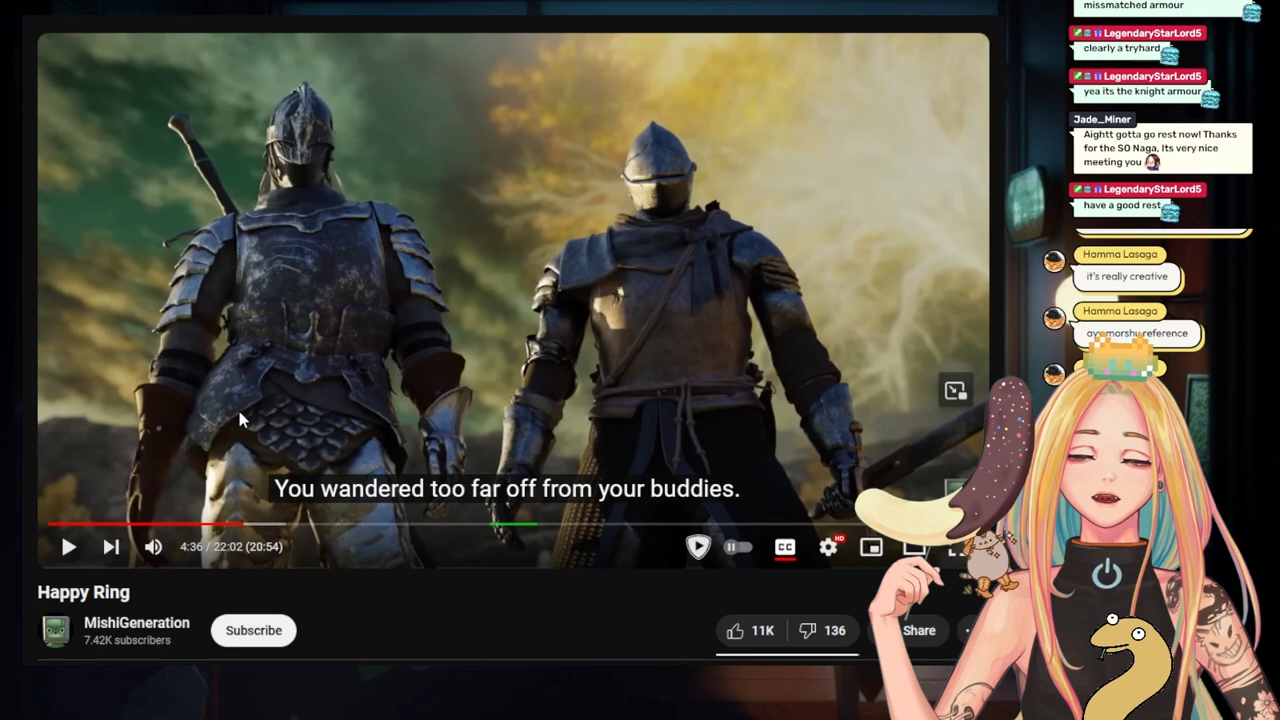 missmatched armour
LegendaryStarLord5
clearly a tryhard
LegendaryStarLord5
yea its the knight armour
Jade_Miner
Aightt gotta go rest now! Thanks
for the SO Naga, Its very nice
meeting you
LegendaryStarLord5
have a good rest
Hamma Lasaga
it's really creative
Hamma Lasaga
reference
You wandered too far off from your buddies.
4:36 / 22:02 (20:54)
CC
HD
Happy Ring
MishiGeneration
7.42K subscribers
Subscribe
11K
136
Share